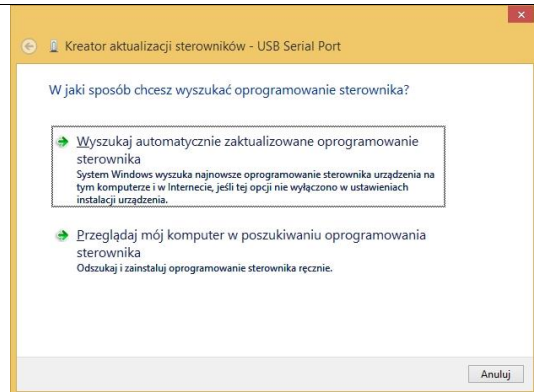 Kreator aktualizacji sterowników - USB Serial Port
W jaki sposób chcesz wyszukać oprogramowanie sterownika?
Wyszukaj automatycznie zaktualizowane oprogramowanie
sterownika
System Windows wyszuka najnowsze oprogramowanie sterownika urządzenia na
tym komputerze i w Internecie, jeśli tej opcji nie wyłączono w ustawieniach
instalacji urządzenia.
Przeglądaj mój komputer w poszukiwaniu oprogramowania
sterownika
Odszukaj i zainstaluj oprogramowanie sterownika ręcznie.
Anuluj